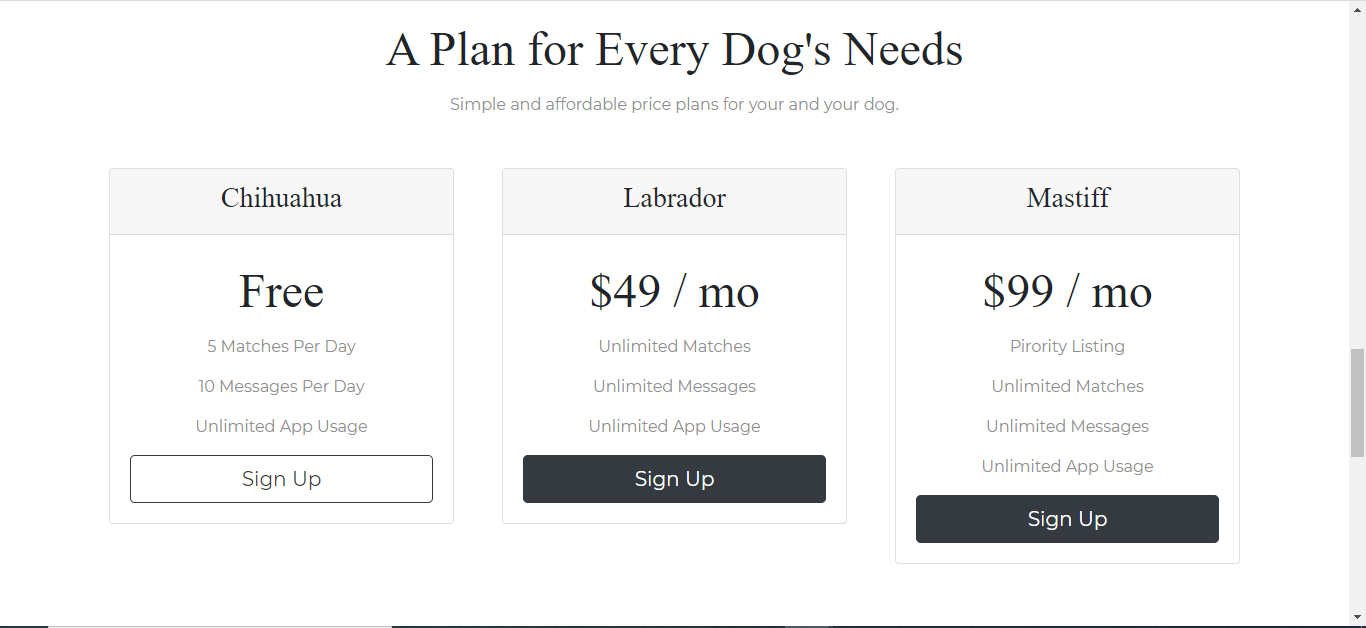 A Plan for Every Dog's Needs
Simple and affordable price plans for your and your dog.
Chihuahua
Free
5 Matches Per Day
10 Messages Per Day
Unlimited App Usage
Sign Up
Labrador
$49 / mo
Unlimited Matches
Unlimited Messages
Unlimited App Usage
Sign Up
Mastiff
$99 / mo
Pirority Listing
Unlimited Matches
Unlimited Messages
Unlimited App Usage
Sign Up